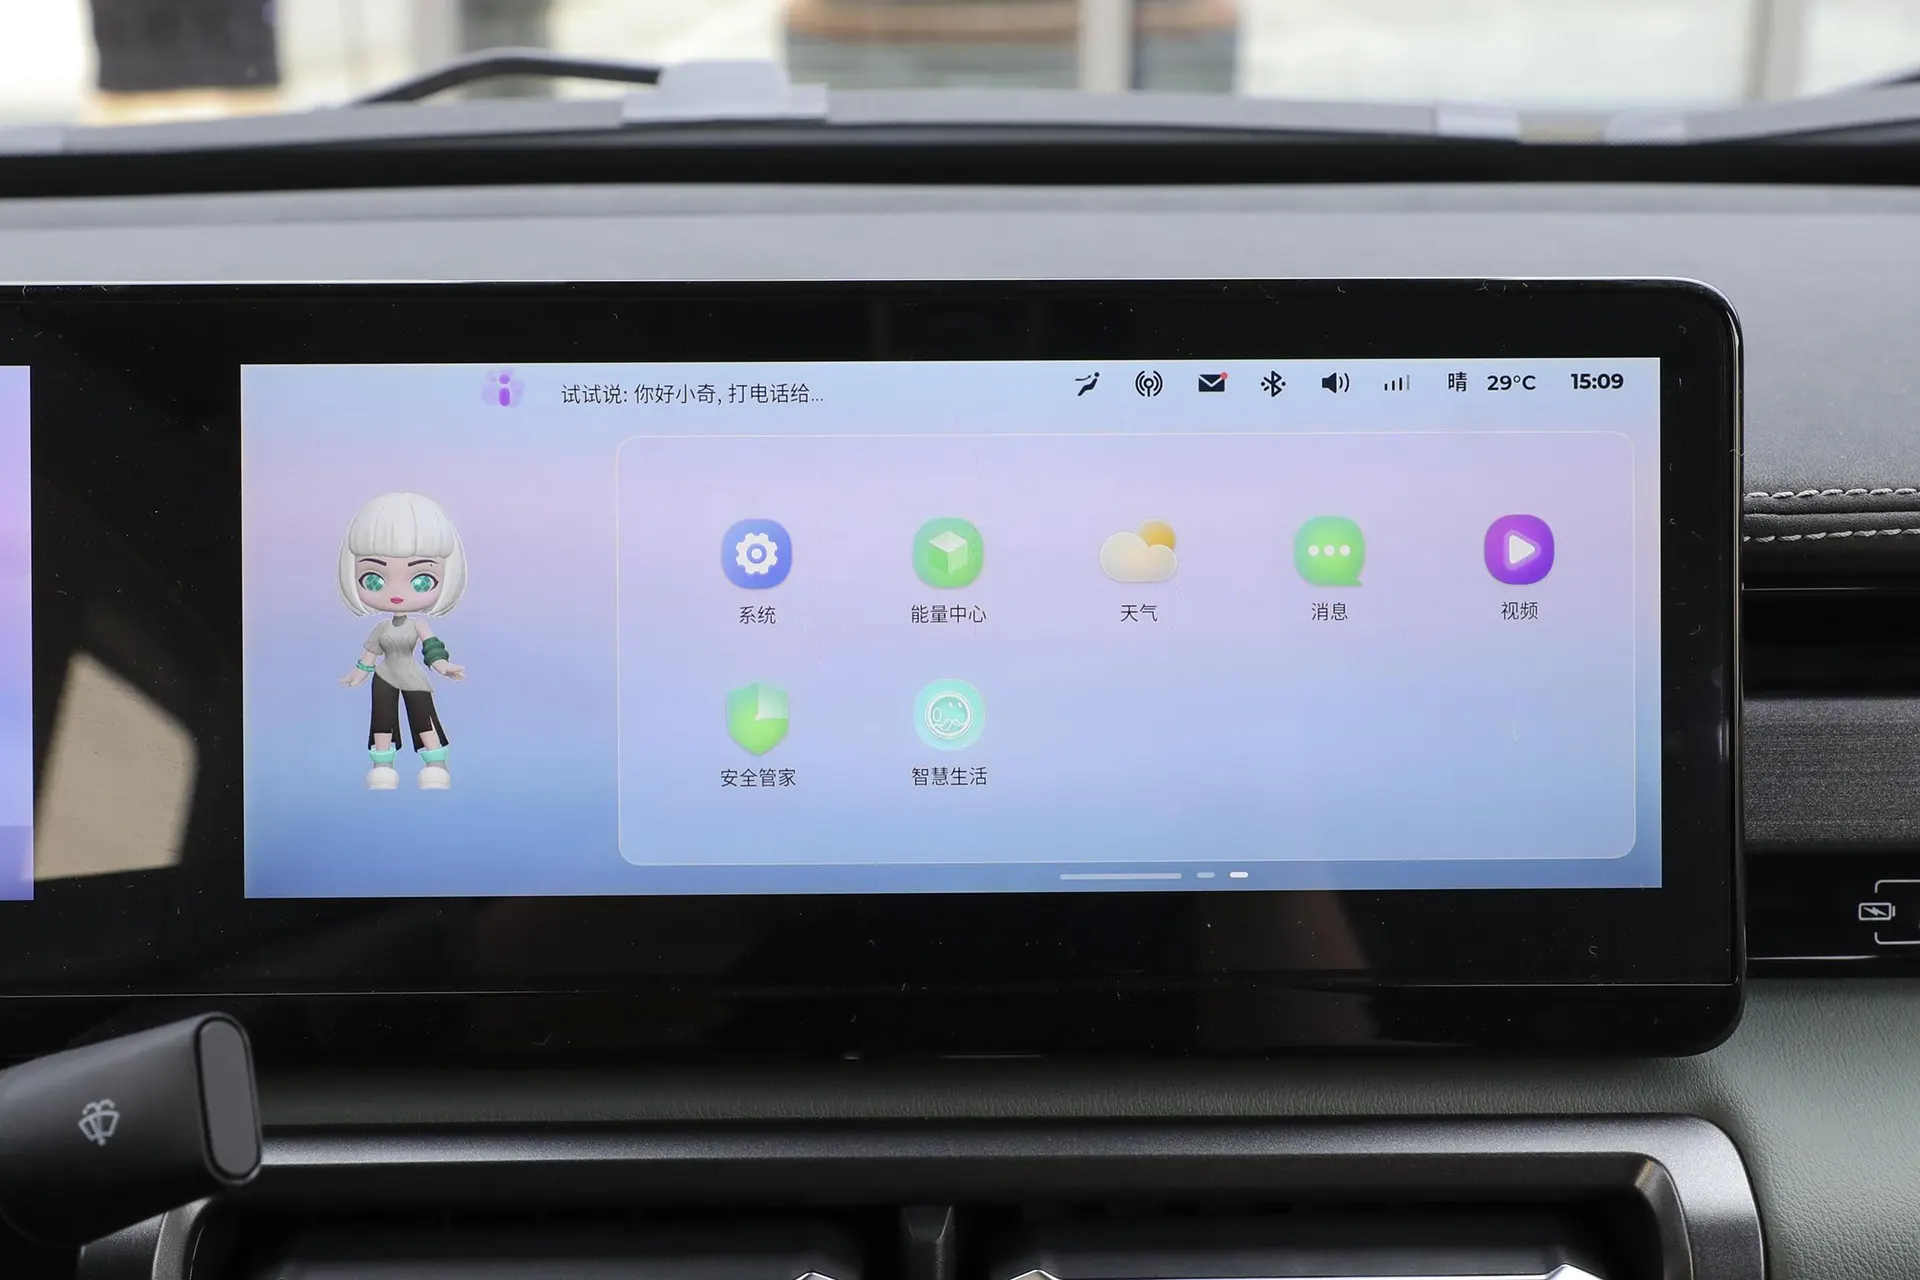 试试说: 你好小奇, 打电话给...
晴 29°C 15:09
系统 能量中心 天气 消息 视频
安全管家 智慧生活